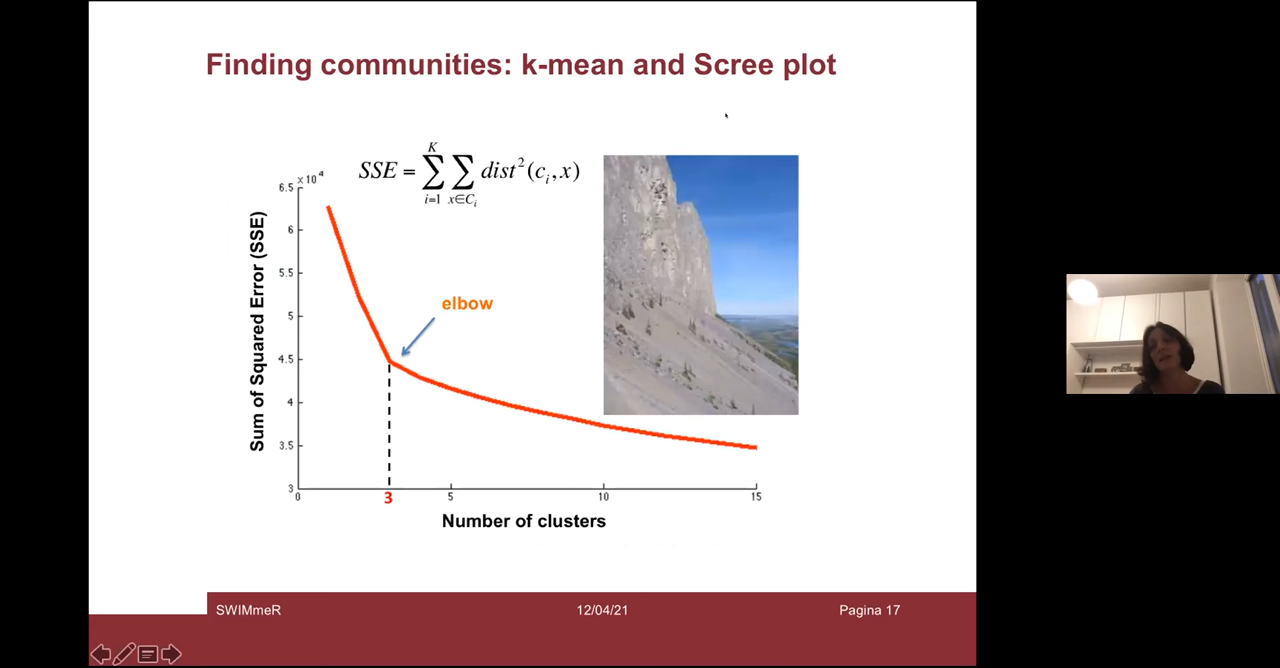 Finding communities: k-mean and Scree plot
SSE = K ∑ i=1 ∑ x∈Ci dist²(ci, x)
×10⁴
6.5
6
5.5
5
4.5
4
3.5
3
Sum of Squared Error (SSE)
elbow
0
3
5
10
15
Number of clusters
SWIMmeR 12/04/21 Pagina 17